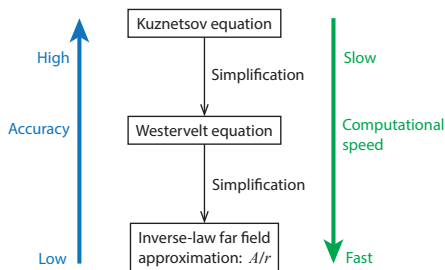 Kuznetsov equation
High
Slow
Simplification
Accuracy
Westervelt equation
Computational
speed
Simplification
Inverse-law far field
approximation: A/r
Low
Fast